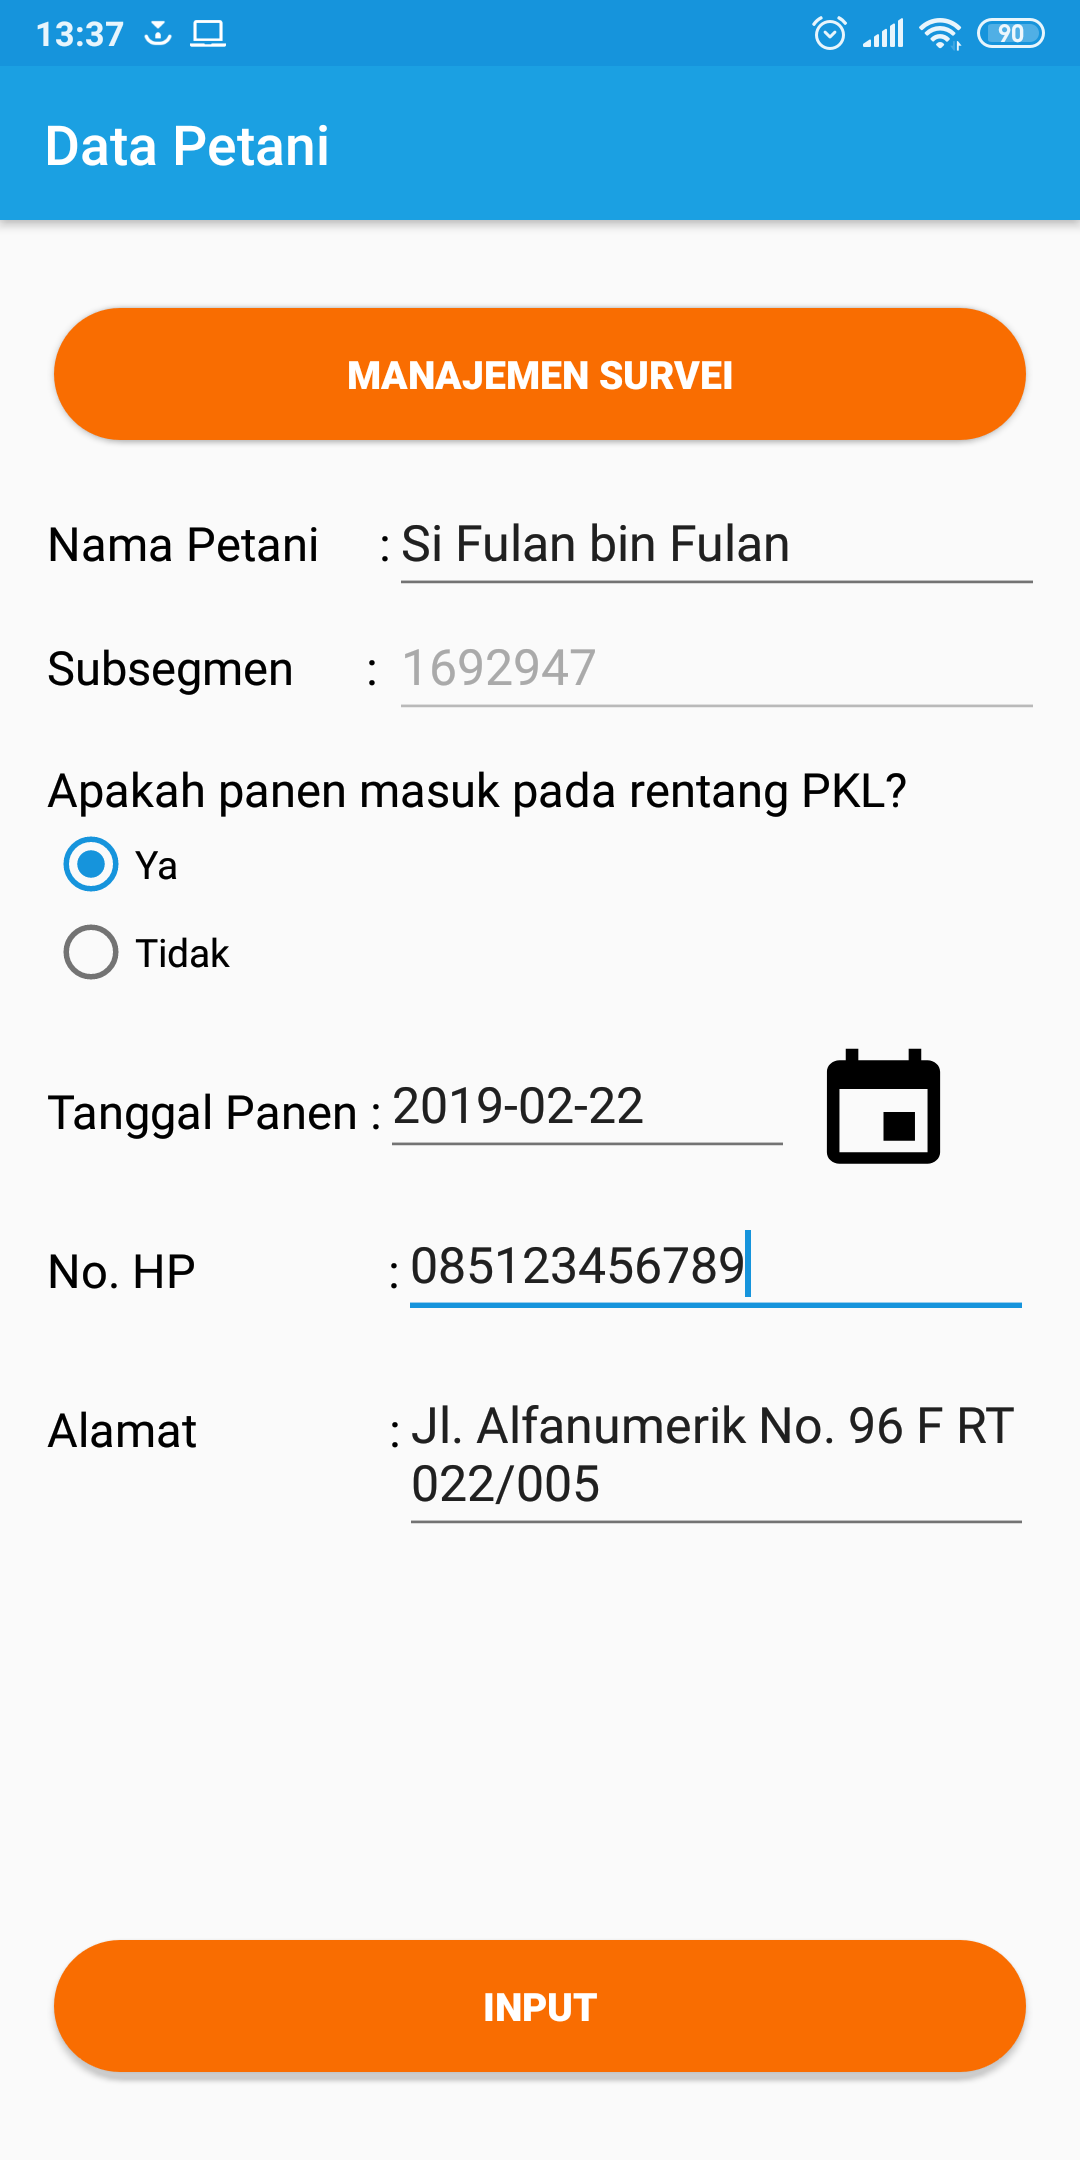 13:37
90
Data Petani
MANAJEMEN SURVEI
Nama Petani : Si Fulan bin Fulan
Subsegmen : 1692947
Apakah panen masuk pada rentang PKL?
Ya
Tidak
Tanggal Panen : 2019-02-22
No. HP : 085123456789
Alamat : Jl. Alfanumerik No. 96 F RT
022/005
INPUT